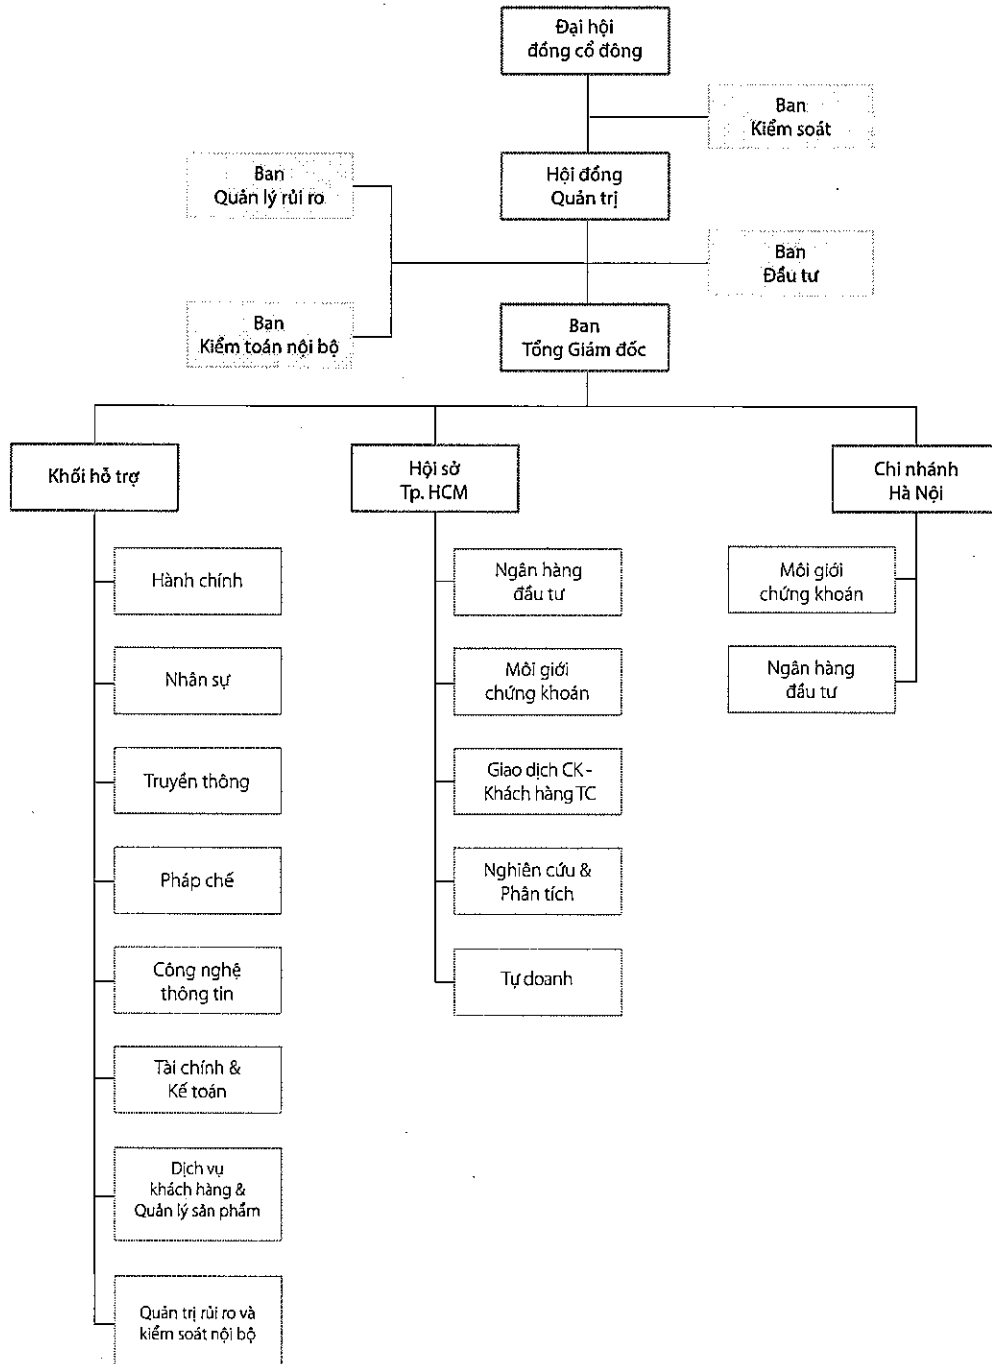 Đại hội
đồng cổ đông
Ban
Kiểm soát
Ban
Quản lý rủi ro
Hội đồng
Quản trị
Ban
Đầu tư
Ban
Kiểm toán nội bộ
Ban
Tổng Giám đốc
Khối hỗ trợ
Hội sở
Tp. HCM
Chi nhánh
Hà Nội
Hành chính
Nhân sự
Truyền thông
Pháp chế
Công nghệ
thông tin
Tài chính &
Kế toán
Dịch vụ
khách hàng &
Quản lý sản phẩm
Quản trị rủi ro và
kiểm soát nội bộ
Ngân hàng
đầu tư
Môi giới
chứng khoán
Giao dịch CK -
Khách hàng TC
Nghiên cứu &
Phân tích
Tự doanh
Môi giới
chứng khoán
Ngân hàng
đầu tư